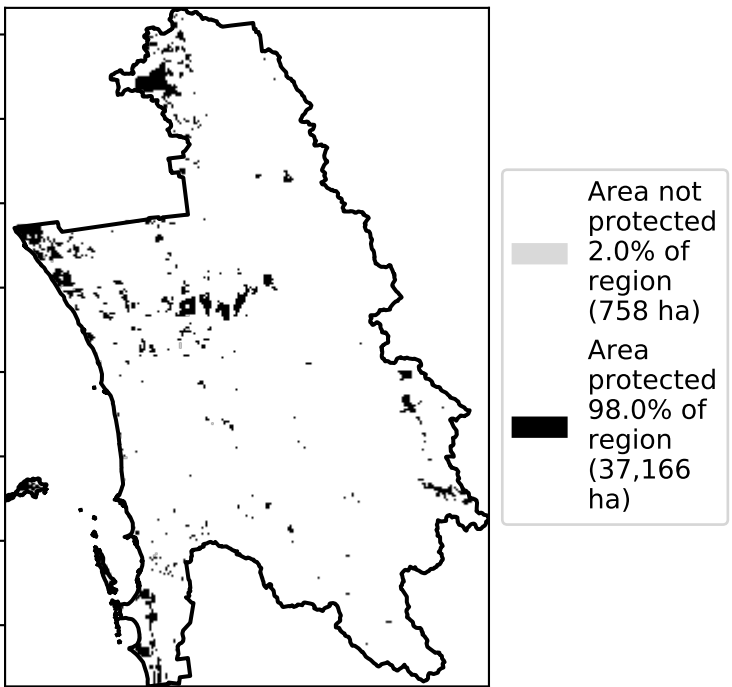 Area not
protected
2.0% of
region
(758 ha)
Area
protected
98.0% of
region
(37,166
ha)